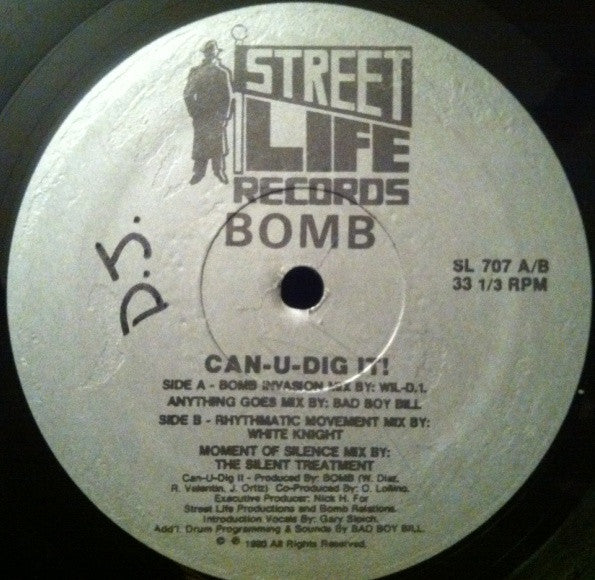 STREET
LIFE
RECORDS
BOMB
D.J.
SL 707 A/B
33 1/3 RPM
CAN-U-DIG IT!
SIDE A - BOMB INVASION MIX BY: WIL-D.1.
ANYTHING GOES MIX BY: BAD BOY BILL
SIDE B - RHYTHMATIC MOVEMENT MIX BY:
WHITE KNIGHT
MOMENT OF SILENCE MIX BY:
THE SILENT TREATMENT
Can-U-Dig It - Produced By: BOMB (W. Diaz,
R. Valentin, J. Ortiz) Co-Produced By: C. Lollino.
Executive Producer: Nick H. For
Street Life Productions and Bomb Relations.
Introduction Vocals By: Gary
Add'l. Drum Programming & Sounds By BAD BOY BILL.
© ℗ All Rights Reserved.